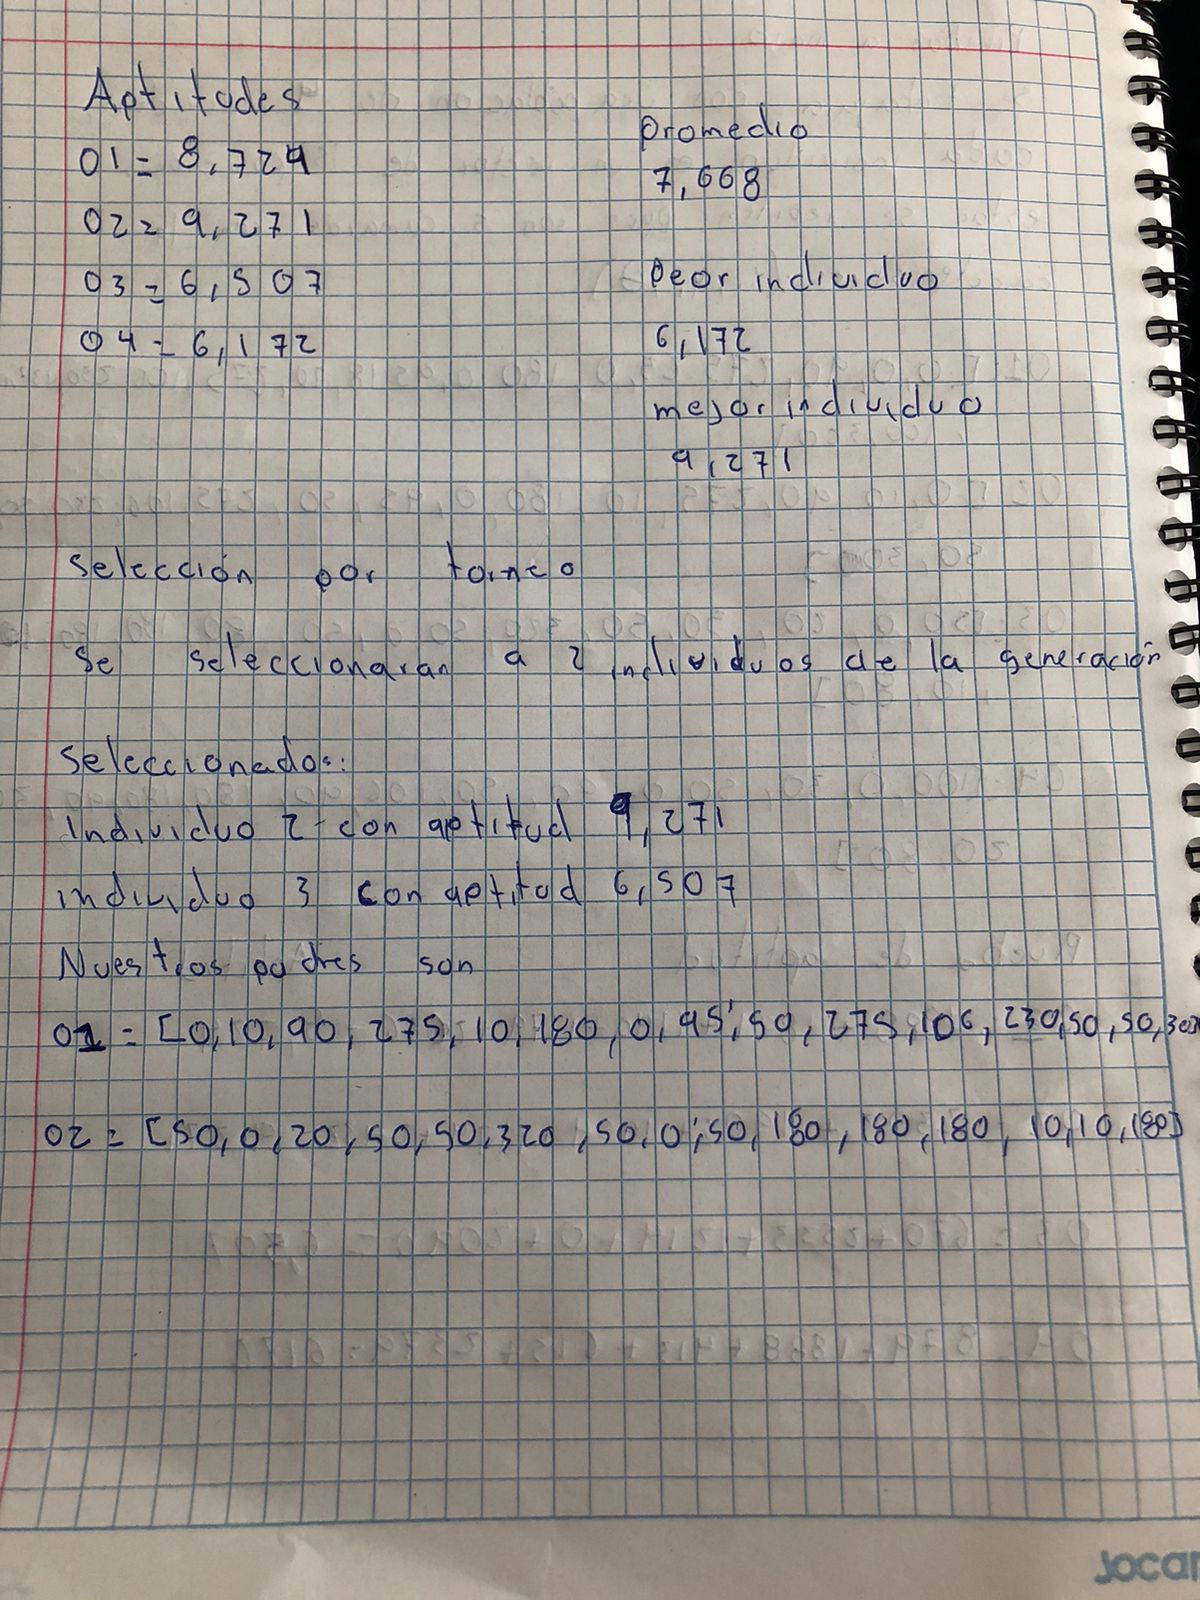 Aptitudes
01 = 8,724
02 = 9,271
03 = 6,507
04 = 6,172
Promedio
7,668
Peor individuo
6,172
mejor individuo
9,271
Selección por torneo
Se seleccionaran a 2 individuos de la generación
Seleccionados:
Individuo 2 con aptitud 9,271
individuo 3 con aptitud 6,507
Nuestros padres son
01 = [0,10,90,275,10,180,0,95,50,275,106,230,50,50,30
02 = [50,0,20,50,50,320,50,0,50,180,180,180,10,10,180]
Jocar